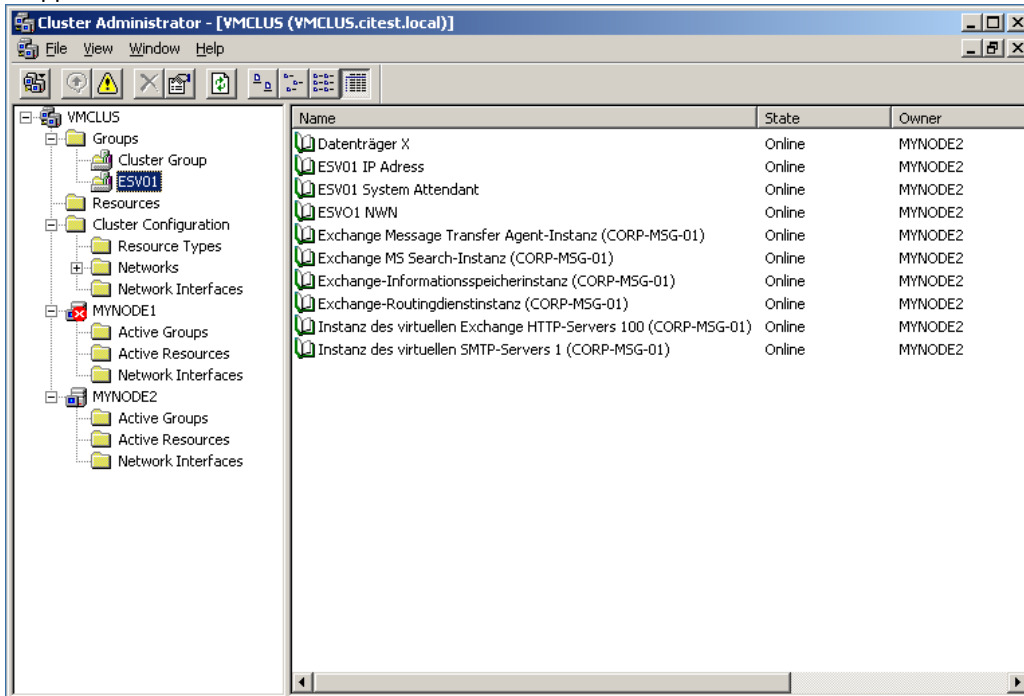 Cluster Administrator - [VMCLUS (VMCLUS.citest.local)]
File View Window Help
VMCLUS
Groups
Cluster Group
ESV01
Resources
Cluster Configuration
Resource Types
Networks
Network Interfaces
MYNODE1
Active Groups
Active Resources
Network Interfaces
MYNODE2
Active Groups
Active Resources
Network Interfaces
Name State Owner
Datenträger X Online MYNODE2
ESV01 IP Adress Online MYNODE2
ESV01 System Attendant Online MYNODE2
ESVO1 NWN Online MYNODE2
Exchange Message Transfer Agent-Instanz (CORP-MSG-01) Online MYNODE2
Exchange MS Search-Instanz (CORP-MSG-01) Online MYNODE2
Exchange-Informationsspeicherinstanz (CORP-MSG-01) Online MYNODE2
Exchange-Routingdienstinstanz (CORP-MSG-01) Online MYNODE2
Instanz des virtuellen Exchange HTTP-Servers 100 (CORP-MSG-01) Online MYNODE2
Instanz des virtuellen SMTP-Servers 1 (CORP-MSG-01) Online MYNODE2